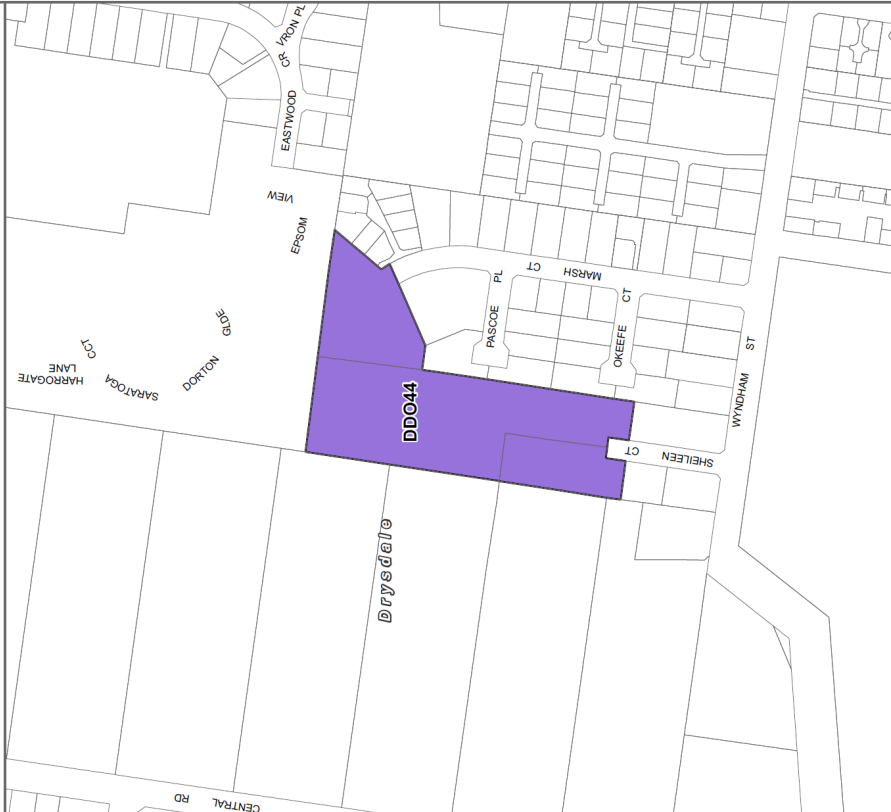 CR VRON PL
EASTWOOD
VIEW
EPSOM
MARSH CT
PASCOE PL
OKEEFE CT
GLDE
WYNDHAM ST
CCT
HARROGATE
LANE
SARATOGA
DORTON
DDO44
SHEILEEN CT
Drysdale
CENTRAL RD